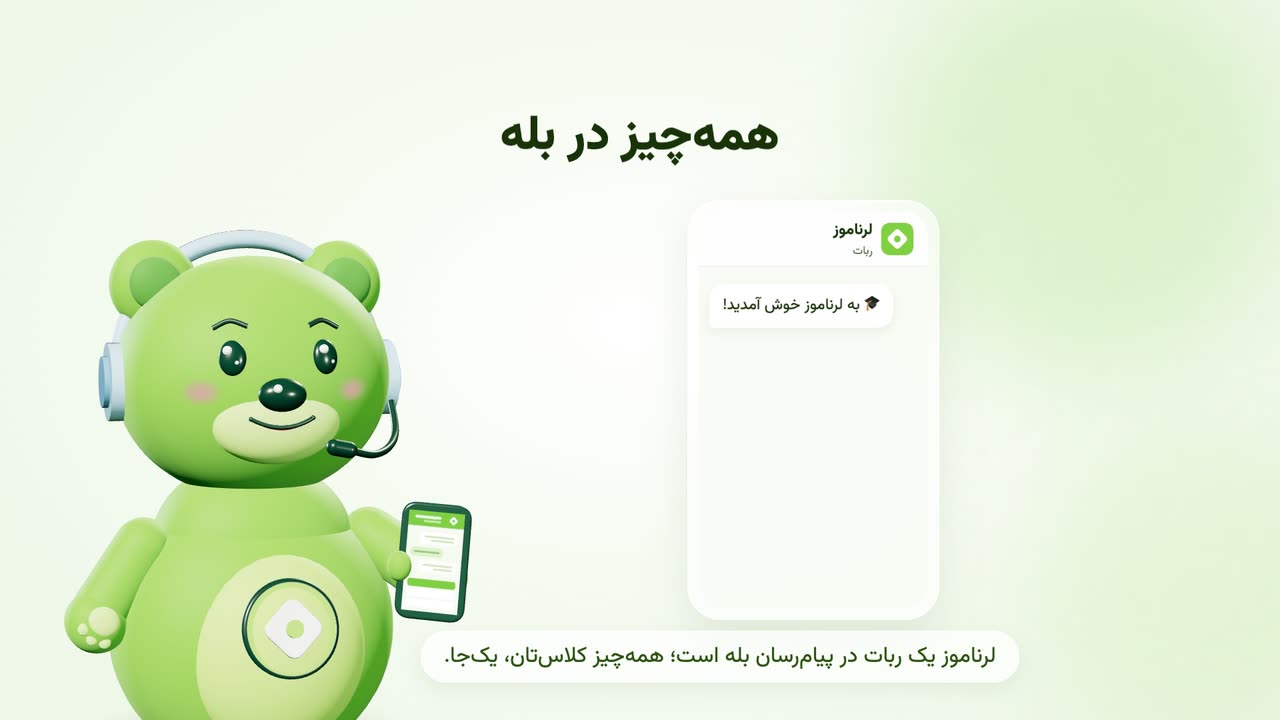 همه‌چیز در بله
لرناموز
ربات
🎓 به لرناموز خوش آمدید!
لرناموز یک ربات در پیام‌رسان بله است؛ همه‌چیز کلاس‌تان، یک‌جا.